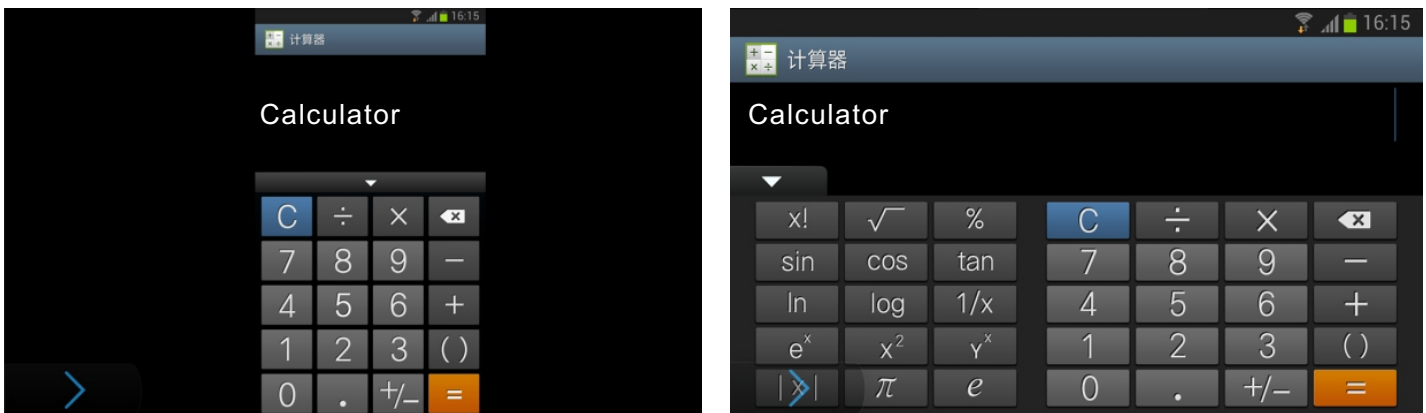 16:15
计算器
Calculator
C ÷ ×
7 8 9 −
4 5 6 +
1 2 3 ( )
0 . +/− =
16:15
+ − × ÷
计算器
Calculator
x! √ % C ÷ ×
sin cos tan 7 8 9 −
ln log 1/x 4 5 6 +
eˣ x² Yˣ 1 2 3 ( )
|x| π e 0 . +/− =